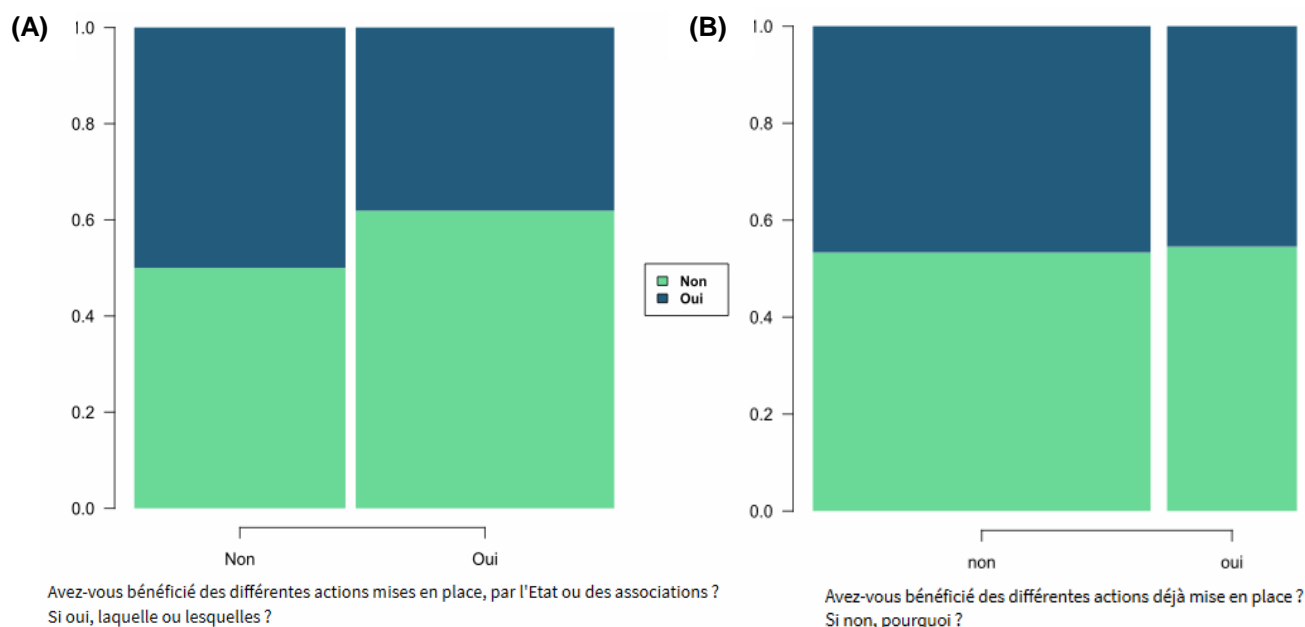 (A)
1.0
0.8
0.6
0.4
0.2
0.0
Non
Oui
Avez-vous bénéficié des différentes actions mises en place, par l'Etat ou des associations ?
Si oui, laquelle ou lesquelles ?
Non
Oui
(B)
1.0
0.8
0.6
0.4
0.2
0.0
non
oui
Avez-vous bénéficié des différentes actions déjà mise en place ?
Si non, pourquoi ?